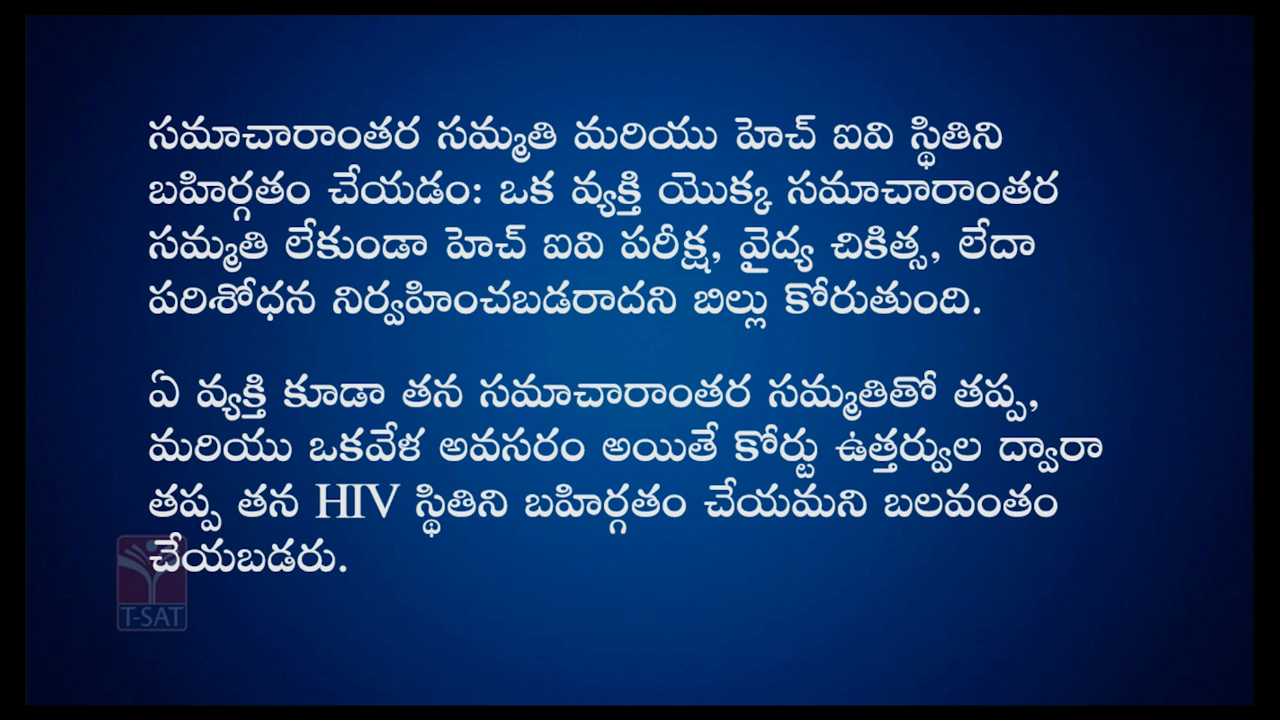 సమాచారాంతర సమ్మతి మరియు హెచ్ ఐవి స్థితిని
బహిర్గతం చేయడం: ఒక వ్యక్తి యొక్క సమాచారాంతర
సమ్మతి లేకుండా హెచ్ ఐవి పరీక్ష, వైద్య చికిత్స, లేదా
పరిశోధన నిర్వహించబడరాదని బిల్లు కోరుతుంది.
ఏ వ్యక్తి కూడా తన సమాచారాంతర సమ్మతితో తప్ప,
మరియు ఒకవేళ అవసరం అయితే కోర్టు ఉత్తర్వుల ద్వారా
తప్ప తన HIV స్థితిని బహిర్గతం చేయమని బలవంతం
చేయబడరు.
T-SAT